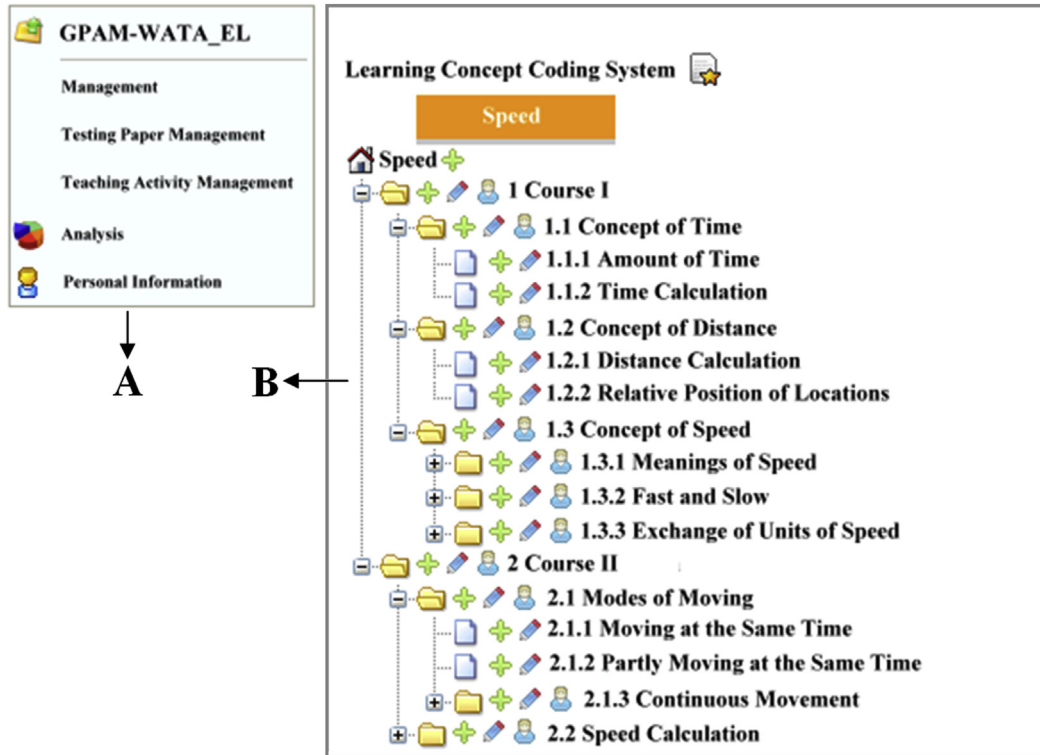 GPAM-WATA_EL
Management
Testing Paper Management
Teaching Activity Management
Analysis
Personal Information
A
B
Learning Concept Coding System
Speed
Speed
1 Course I
1.1 Concept of Time
1.1.1 Amount of Time
1.1.2 Time Calculation
1.2 Concept of Distance
1.2.1 Distance Calculation
1.2.2 Relative Position of Locations
1.3 Concept of Speed
1.3.1 Meanings of Speed
1.3.2 Fast and Slow
1.3.3 Exchange of Units of Speed
2 Course II
2.1 Modes of Moving
2.1.1 Moving at the Same Time
2.1.2 Partly Moving at the Same Time
2.1.3 Continuous Movement
2.2 Speed Calculation